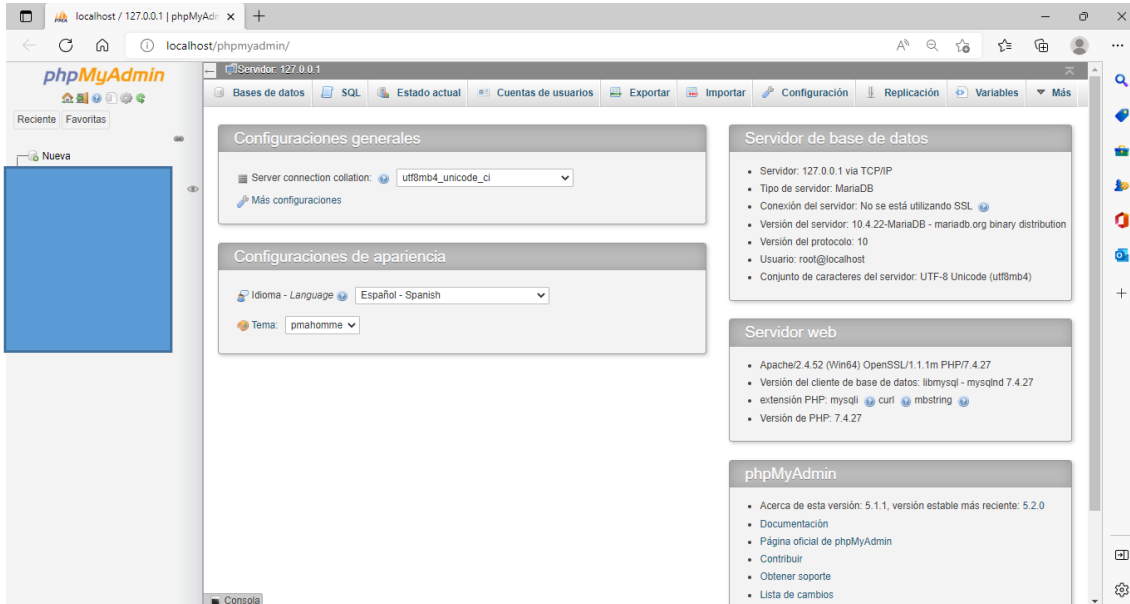 localhost / 127.0.0.1 | phpMyAdn
localhost/phpmyadmin/
phpMyAdmin
Reciente Favoritas
Nueva
Servidor: 127.0.0.1
Bases de datos SQL Estado actual Cuentas de usuarios Exportar Importar Configuración Replicación Variables Más
Configuraciones generales
Server connection collation: utf8mb4_unicode_ci
Más configuraciones
Configuraciones de apariencia
Idioma - Language Español - Spanish
Tema: pmahomme
Servidor de base de datos
Servidor: 127.0.0.1 via TCP/IP
Tipo de servidor: MariaDB
Conexión del servidor: No se está utilizando SSL
Versión del servidor: 10.4.22-MariaDB - mariadb.org binary distribution
Versión del protocolo: 10
Usuario: root@localhost
Conjunto de caracteres del servidor: UTF-8 Unicode (utf8mb4)
Servidor web
Apache/2.4.52 (Win64) OpenSSL/1.1.1m PHP/7.4.27
Versión del cliente de base de datos: libmysql - mysqlnd 7.4.27
extensión PHP: mysqli curl mbstring
Versión de PHP: 7.4.27
phpMyAdmin
Acerca de esta versión: 5.1.1, versión estable más reciente: 5.2.0
Documentación
Página oficial de phpMyAdmin
Contribuir
Obtener soporte
Lista de cambios
Consola